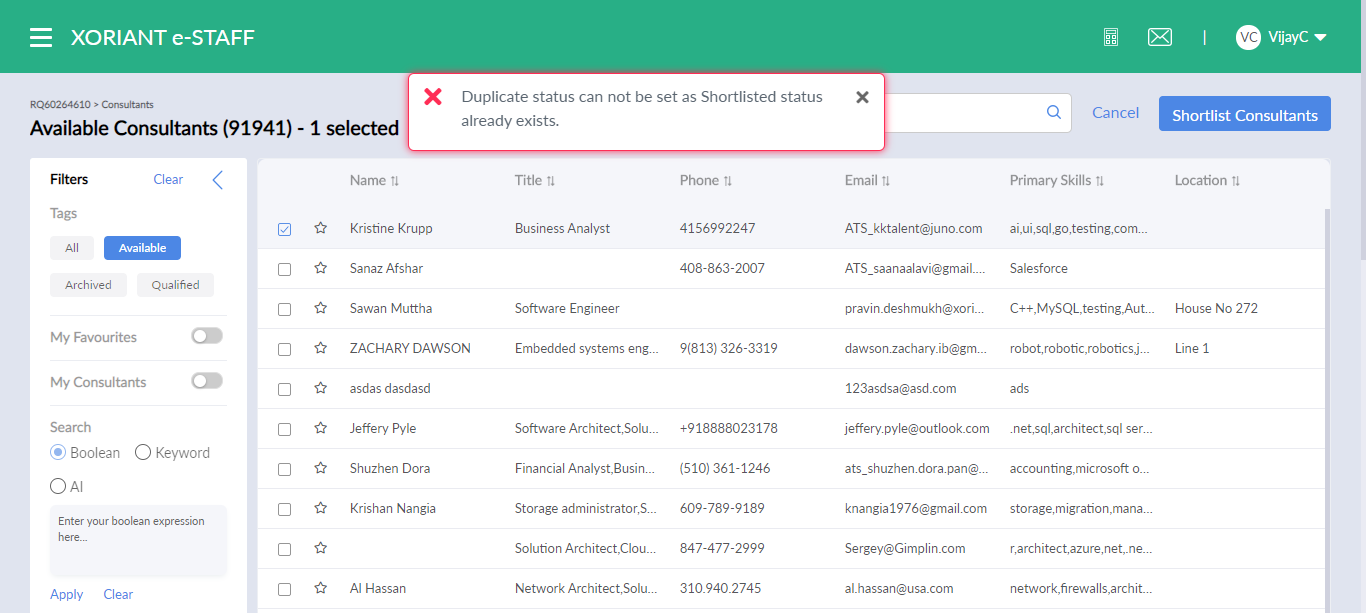 XORIANT e-STAFF
|
VC VijayC
RQ60264610 > Consultants
Available Consultants (91941) - 1 selected
Duplicate status can not be set as Shortlisted status
already exists.
Cancel
Shortlist Consultants
Filters Clear
Tags
All Available
Archived Qualified
My Favourites
My Consultants
Search
Boolean Keyword
AI
Enter your boolean expression
here...
Apply Clear
Name Title Phone Email Primary Skills Location
Kristine Krupp Business Analyst 4156992247 ATS_kktalent@juno.com ai,ui,sql,go,testing,com...
Sanaz Afshar 408-863-2007 ATS_saanaalavi@gmail.... Salesforce
Sawan Muttha Software Engineer pravin.deshmukh@xori... C++,MySQL,testing,Aut... House No 272
ZACHARY DAWSON Embedded systems eng... 9(813) 326-3319 dawson.zachary.ib@gm... robot,robotic,robotics,j... Line 1
asdas dasdasd 123asdsa@asd.com ads
Jeffery Pyle Software Architect,Solu... +918888023178 jeffery.pyle@outlook.com .net,sql,architect,sql ser...
Shuzhen Dora Financial Analyst,Busin... (510) 361-1246 ats_shuzhen.dora.pan@... accounting,microsoft o...
Krishan Nangia Storage administrator,S... 609-789-9189 knangia1976@gmail.com storage,migration,mana...
Solution Architect,Clou... 847-477-2999 Sergey@Gimplin.com r,architect,azure,net,.ne...
Al Hassan Network Architect,Solu... 310.940.2745 al.hassan@usa.com network,firewalls,archit...